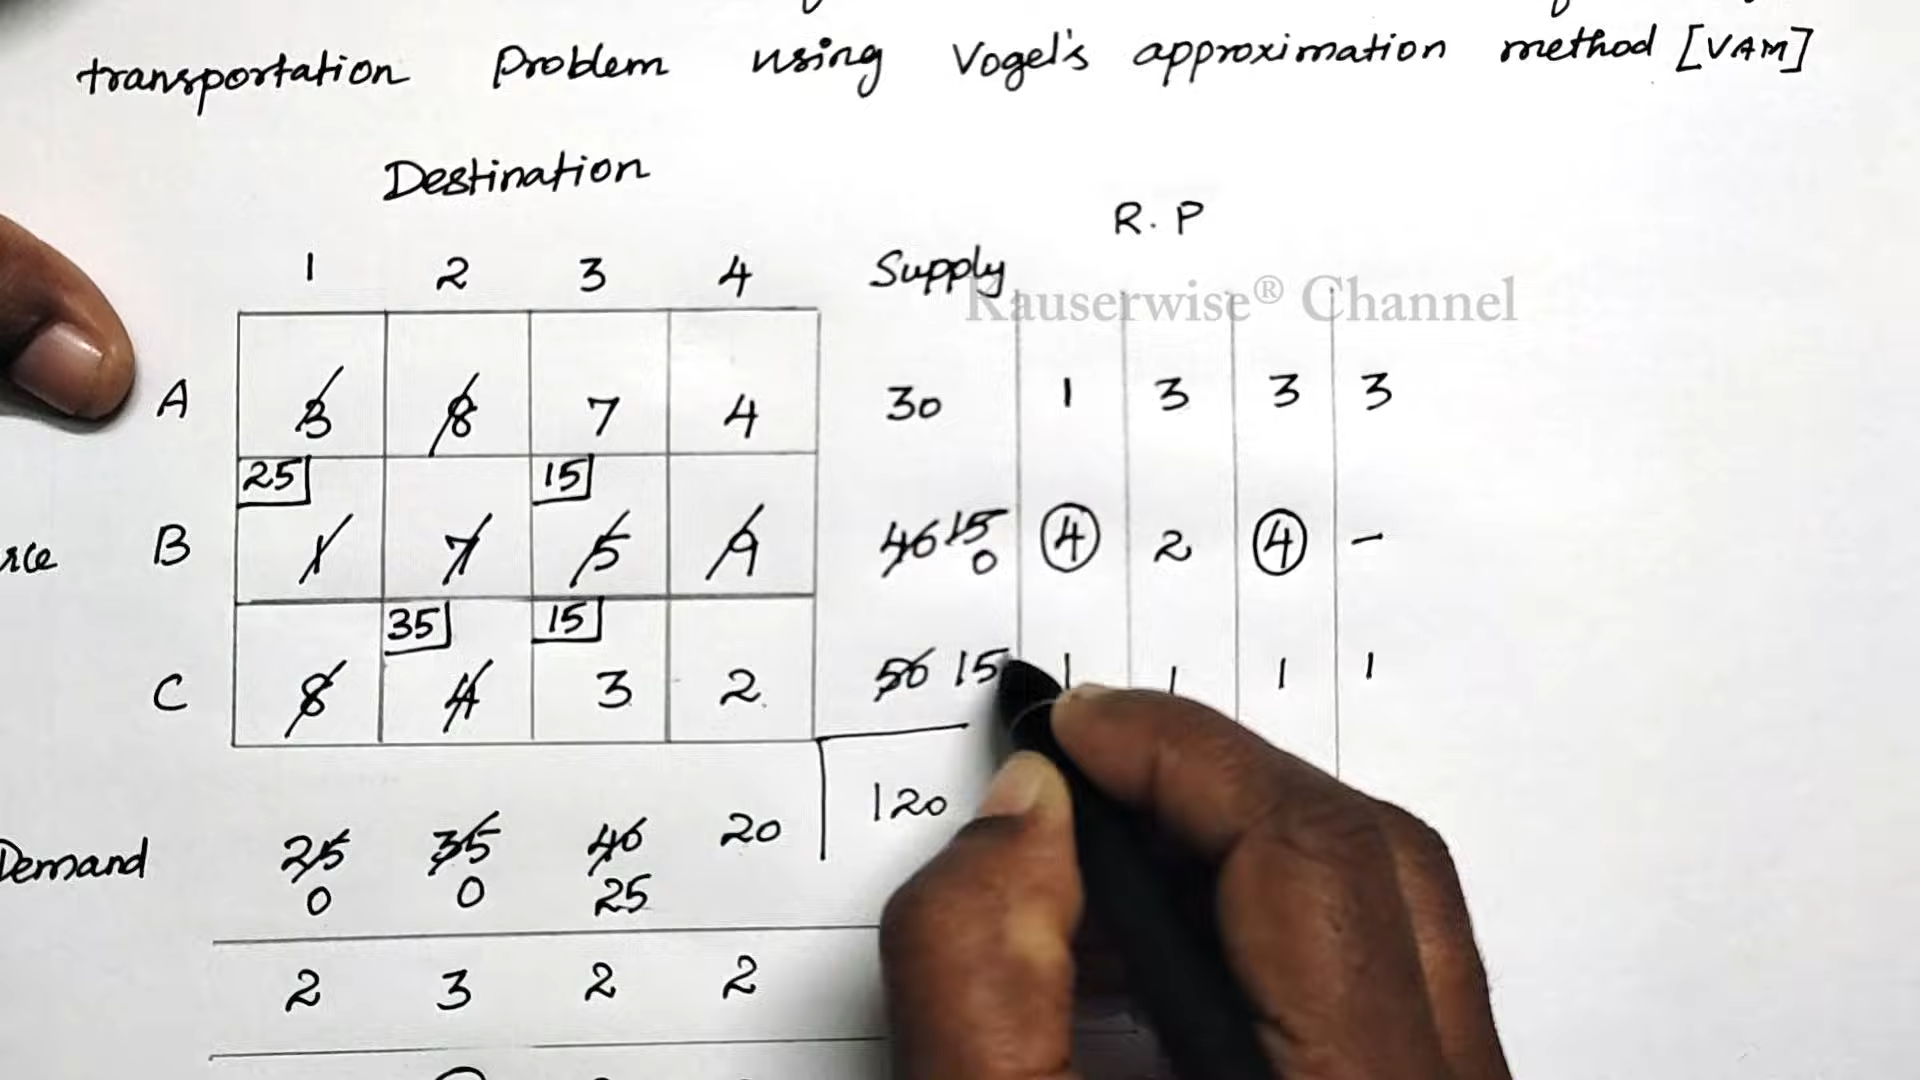 transportation Problem using Vogel's approximation method [VAM]
Destination
R. P
1 2 3 4 Supply
Kauserwise® Channel
A 3 8 7 4 30 1 3 3 3
25 15
B 1 7 5 9 40 15 4 2 4 -
0
35 15
C 8 4 3 2 50 15 1 1 1 1
120
Demand 25 35 40 20
0 0 25
2 3 2 2